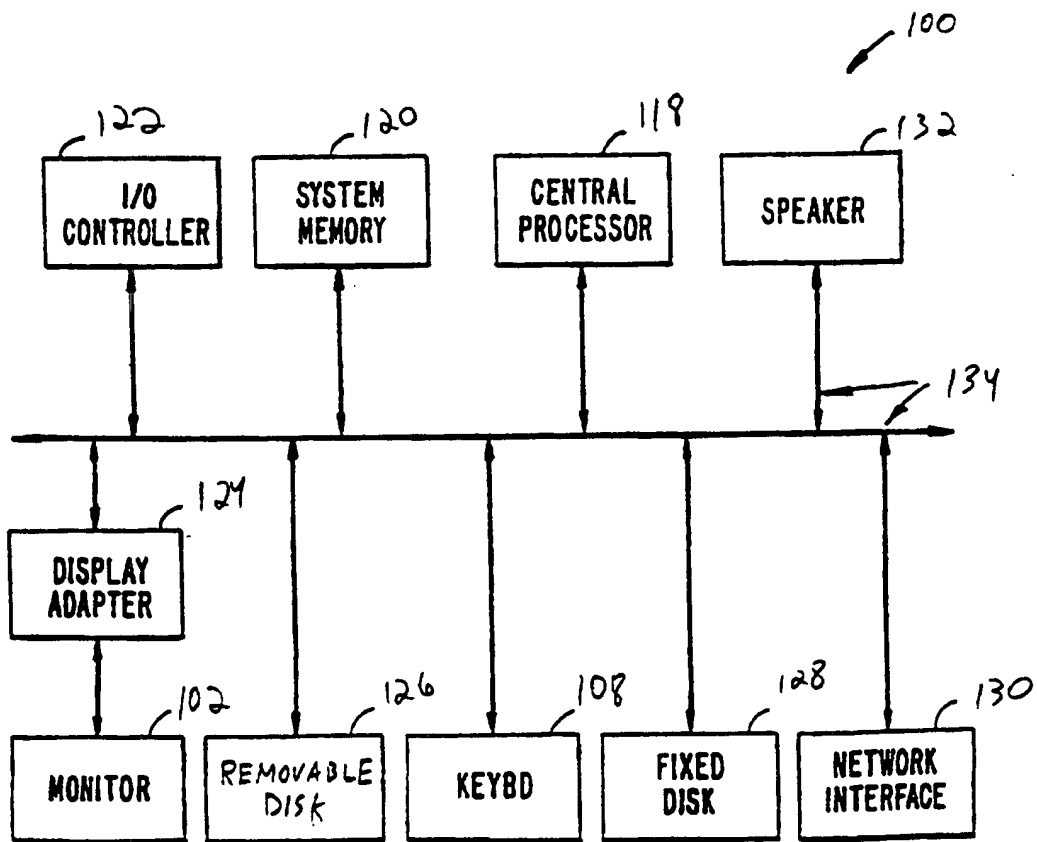 100
122
120
118
132
I/O
CONTROLLER
SYSTEM
MEMORY
CENTRAL
PROCESSOR
SPEAKER
134
124
DISPLAY
ADAPTER
102
126
108
128
130
MONITOR
REMOVABLE
DISK
KEYBD
FIXED
DISK
NETWORK
INTERFACE